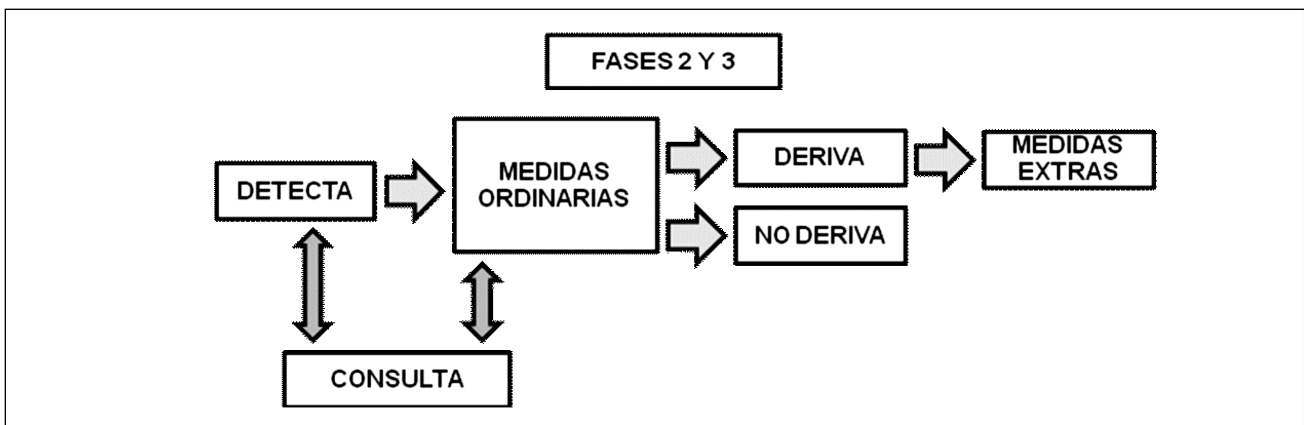 FASES 2 Y 3
DETECTA
MEDIDAS
ORDINARIAS
DERIVA
MEDIDAS
EXTRAS
NO DERIVA
CONSULTA